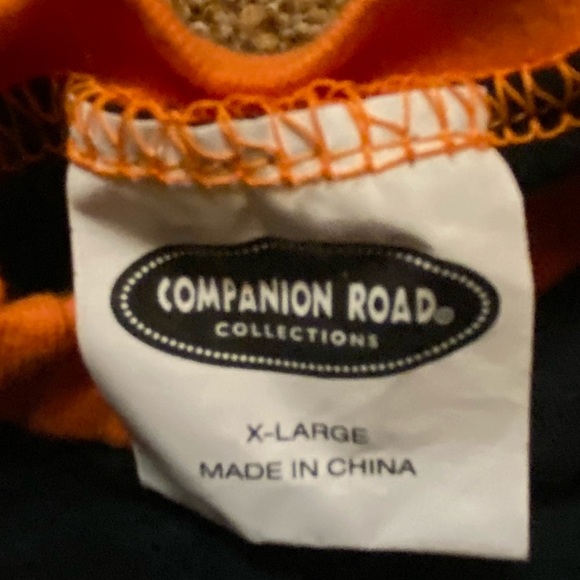 COMPANION ROAD®
COLLECTIONS
X-LARGE
MADE IN CHINA